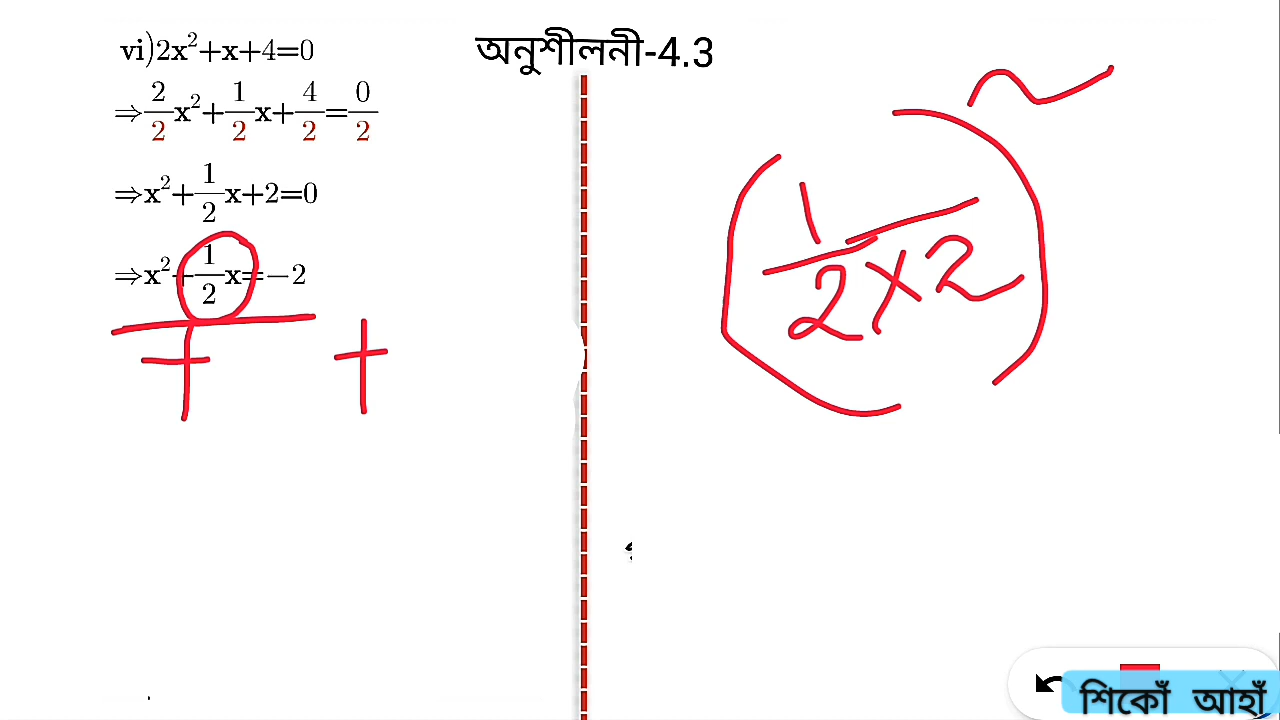 অনুশীলনী-4.3
vi)2x²+x+4=0
⇒2/2x²+1/2x+4/2=0/2
⇒x²+1/2x+2=0
⇒x²+1/2x=−2
+ +
(1/2×2)
শিকোঁ আহাঁ